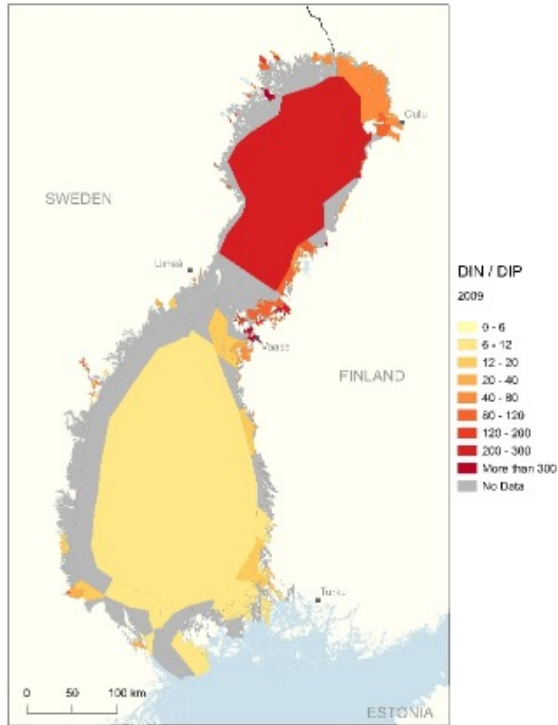 Oulu
SWEDEN
Umeå
DIN / DIP
2009
0 - 6
6 - 12
12 - 20
20 - 40
40 - 80
80 - 120
120 - 200
200 - 300
More than 300
No Data
Vaasa
FINLAND
Turku
0 50 100 km
ESTONIA